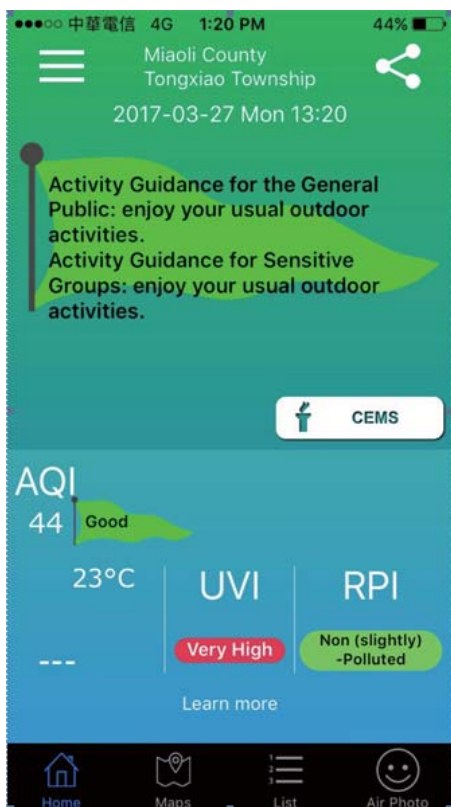 中華電信 4G 1:20 PM 44%
Miaoli County
Tongxiao Township
2017-03-27 Mon 13:20
Activity Guidance for the General
Public: enjoy your usual outdoor
activities.
Activity Guidance for Sensitive
Groups: enjoy your usual outdoor
activities.
CEMS
AQI
44 Good
23°C UVI RPI
--- Very High Non (slightly)
-Polluted
Learn more
1
2
3
Home Maps List Air Photo